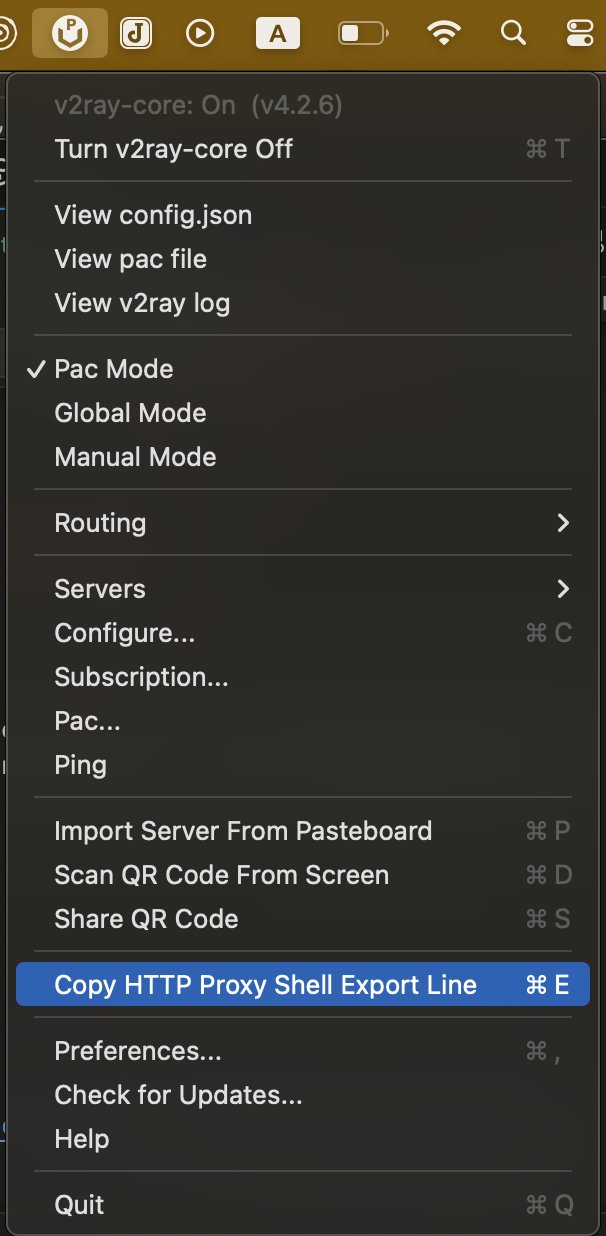 P
J
A
v2ray-core: On (v4.2.6)
Turn v2ray-core Off ⌘ T
View config.json
View pac file
View v2ray log
✓ Pac Mode
Global Mode
Manual Mode
Routing
Servers
Configure... ⌘ C
Subscription...
Pac...
Ping
Import Server From Pasteboard ⌘ P
Scan QR Code From Screen ⌘ D
Share QR Code ⌘ S
Copy HTTP Proxy Shell Export Line ⌘ E
Preferences... ⌘ ,
Check for Updates...
Help
Quit ⌘ Q